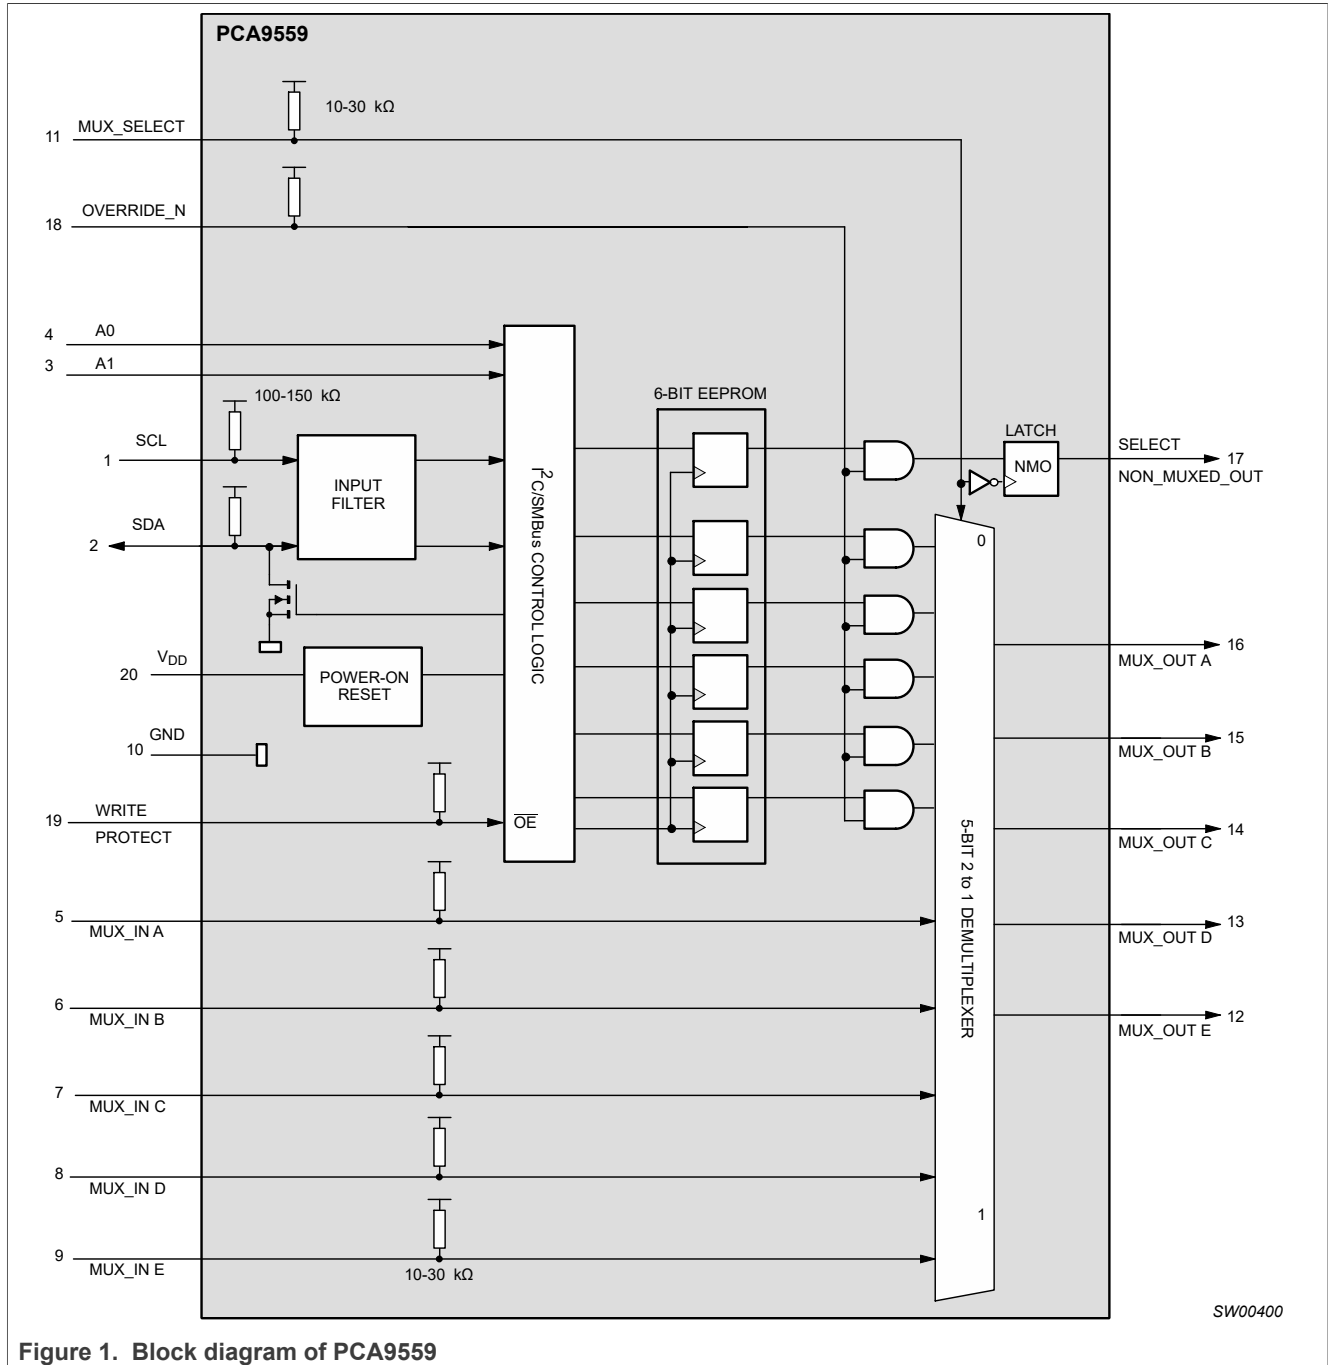 PCA9559
10-30 kΩ
11 MUX_SELECT
18 OVERRIDE_N
4 A0
3 A1
100-150 kΩ
6-BIT EEPROM
SCL
1
INPUT
FILTER
SDA
2
I2C/SMBus CONTROL LOGIC
LATCH
NMO
SELECT
17
NON_MUXED_OUT
0
VDD
20
POWER-ON
RESET
16
MUX_OUT A
GND
10
15
MUX_OUT B
WRITE
19
PROTECT
OE
14
MUX_OUT C
5-BIT 2 to 1 DEMULTIPLEXER
5
MUX_IN A
13
MUX_OUT D
6
MUX_IN B
12
MUX_OUT E
7
MUX_IN C
8
MUX_IN D
1
9
MUX_IN E
10-30 kΩ
SW00400
Figure 1. Block diagram of PCA9559